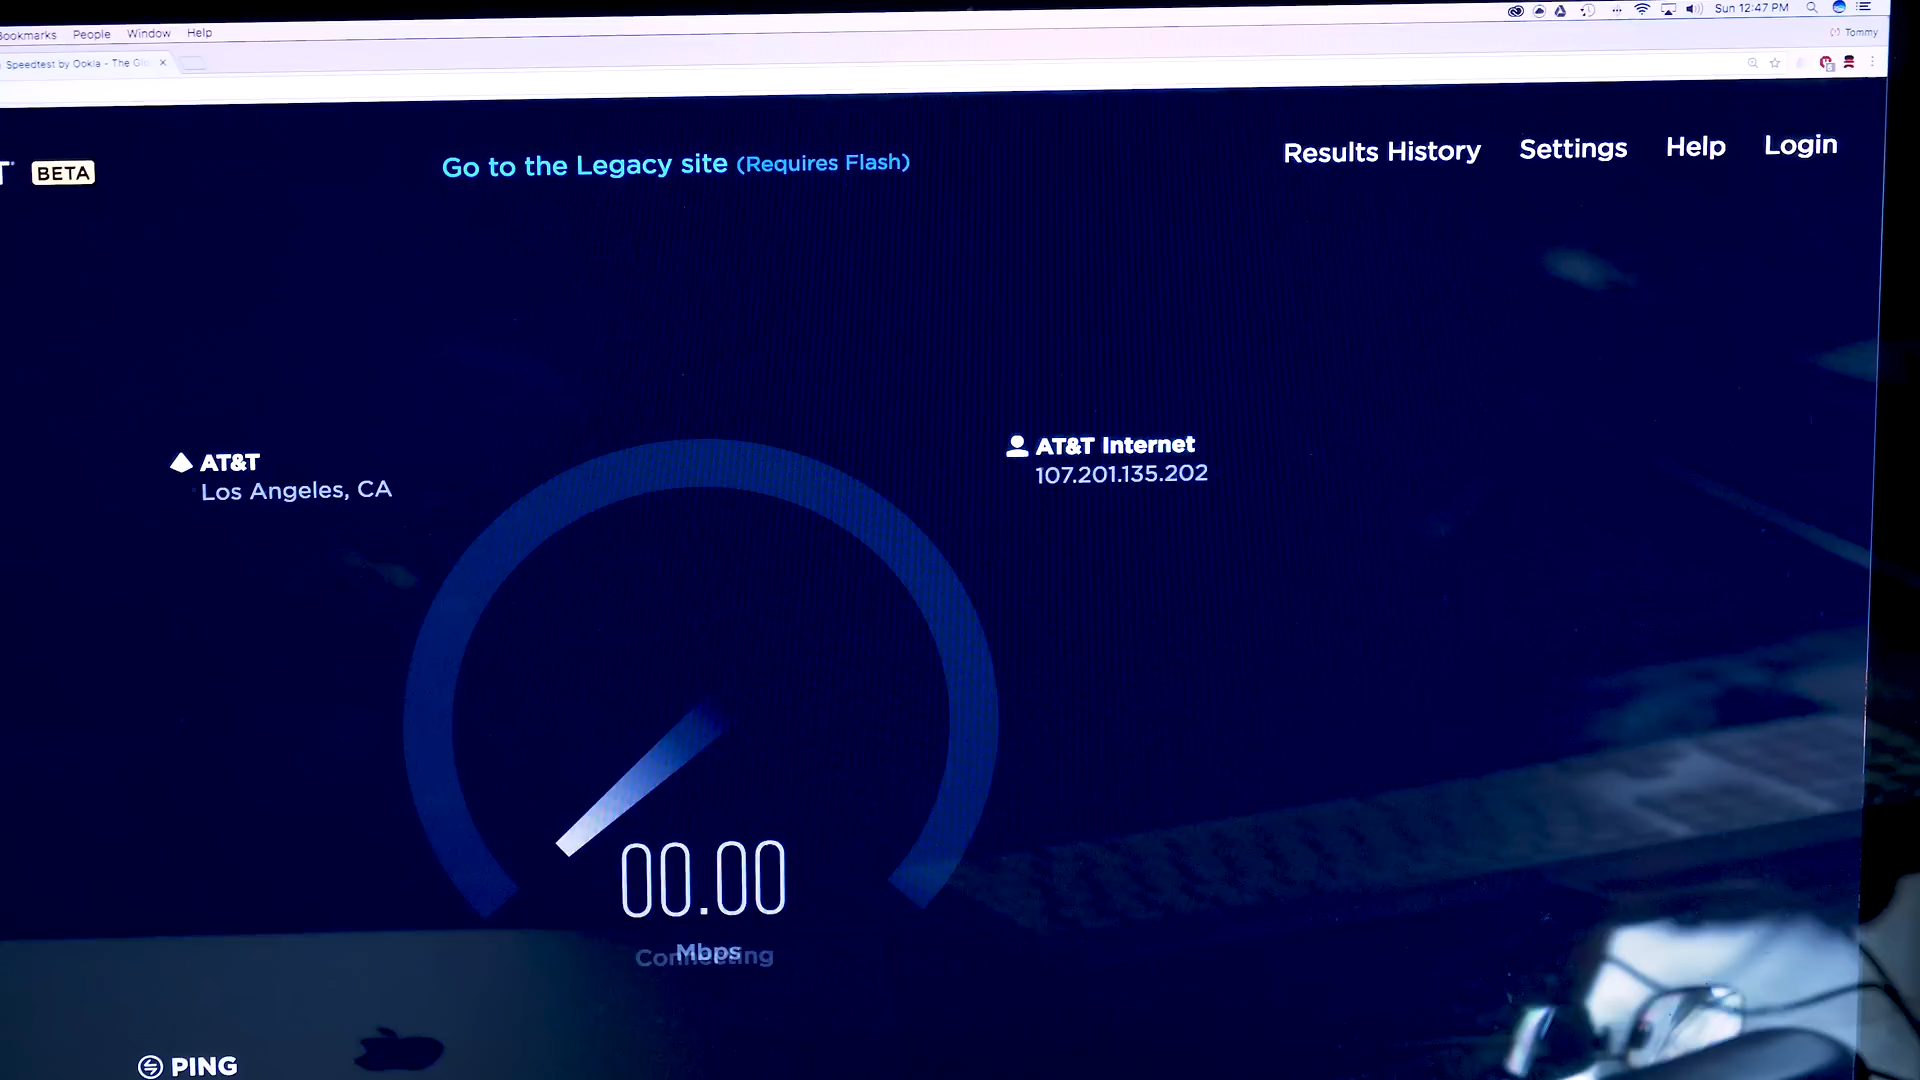 Sun 12:47 PM
Bookmarks People Window Help
Tommy
Speedtest by Ookla - The Glo
BETA
Go to the Legacy site (Requires Flash)
Results History Settings Help Login
AT&T
Los Angeles, CA
AT&T Internet
107.201.135.202
00.00
Mbps
Connecting
PING